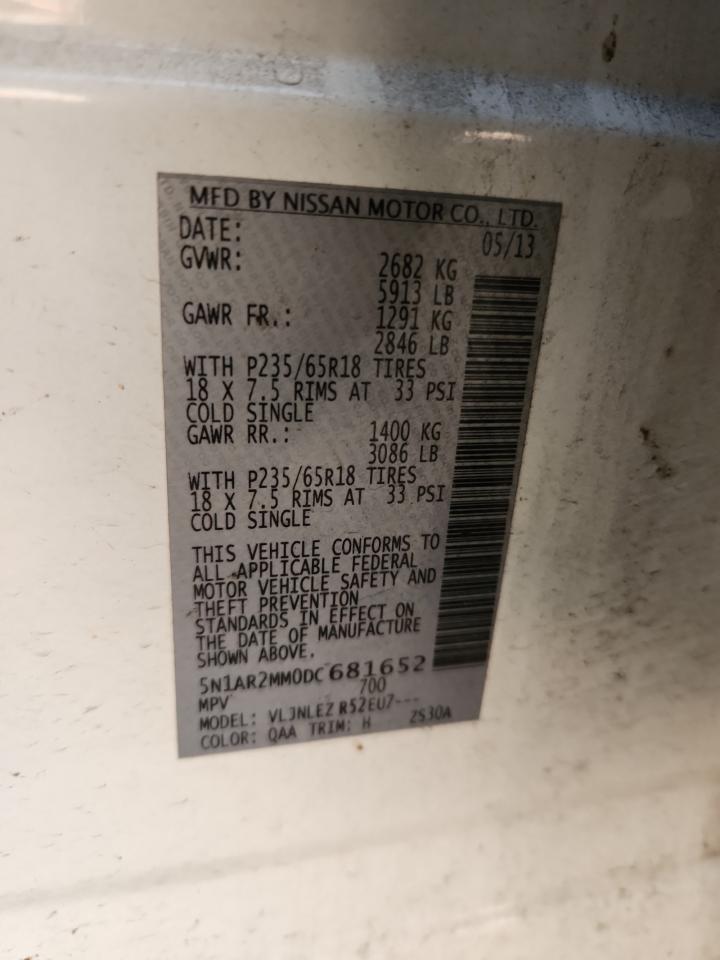 MFD BY NISSAN MOTOR CO., LTD.
DATE: 05/13
GVWR: 2682 KG
5913 LB
GAWR FR.: 1291 KG
2846 LB
WITH P235/65R18 TIRES
18 X 7.5 RIMS AT 33 PSI
COLD SINGLE
GAWR RR.: 1400 KG
3086 LB
WITH P235/65R18 TIRES
18 X 7.5 RIMS AT 33 PSI
COLD SINGLE
THIS VEHICLE CONFORMS TO
ALL APPLICABLE FEDERAL
MOTOR VEHICLE SAFETY AND
THEFT PREVENTION
STANDARDS IN EFFECT ON
THE DATE OF MANUFACTURE
SHOWN ABOVE.
5N1AR2MM0DC681652
MPV 700
MODEL: VLJNLEZ R52EU7---
COLOR: QAA TRIM: H 2S30A